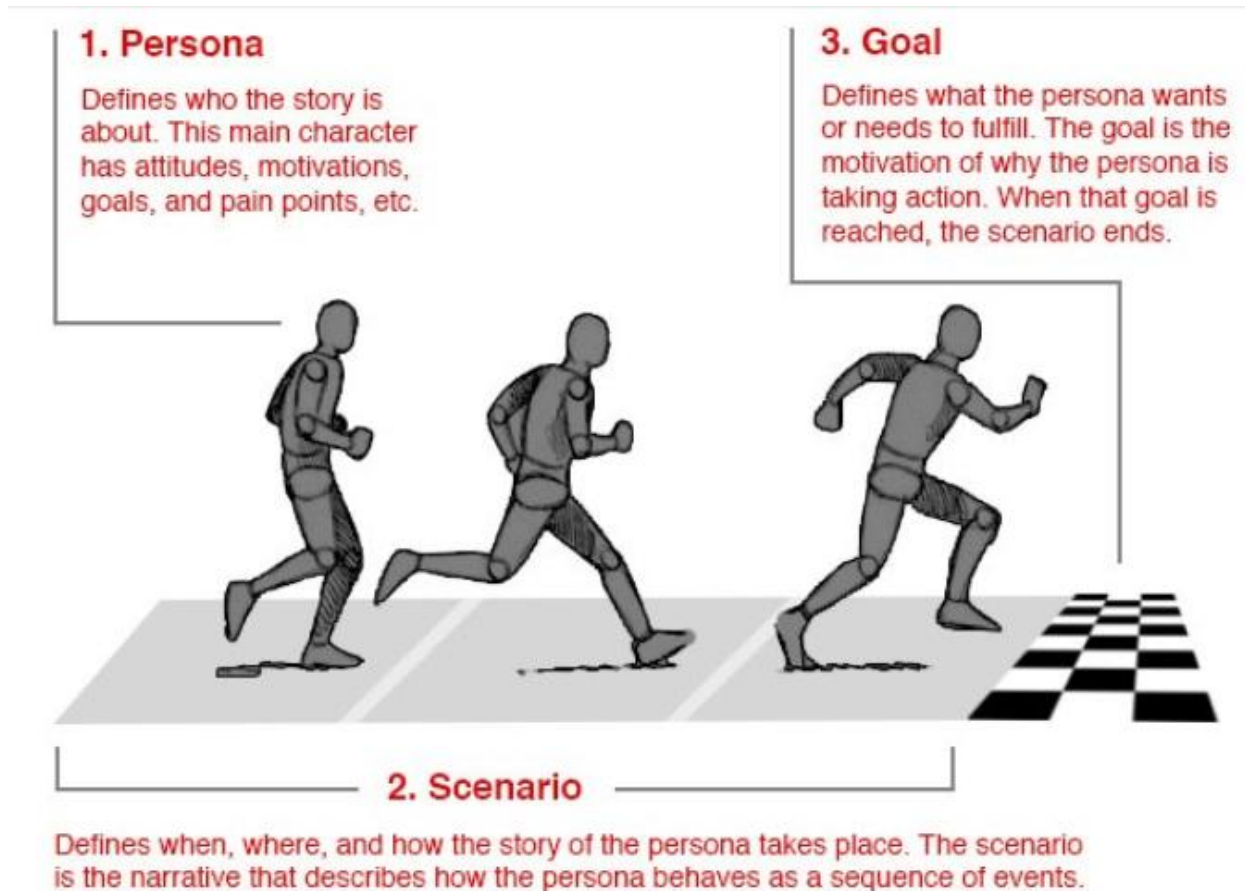 1. Persona
Defines who the story is
about. This main character
has attitudes, motivations,
goals, and pain points, etc.
3. Goal
Defines what the persona wants
or needs to fulfill. The goal is the
motivation of why the persona is
taking action. When that goal is
reached, the scenario ends.
2. Scenario
Defines when, where, and how the story of the persona takes place. The scenario
is the narrative that describes how the persona behaves as a sequence of events.